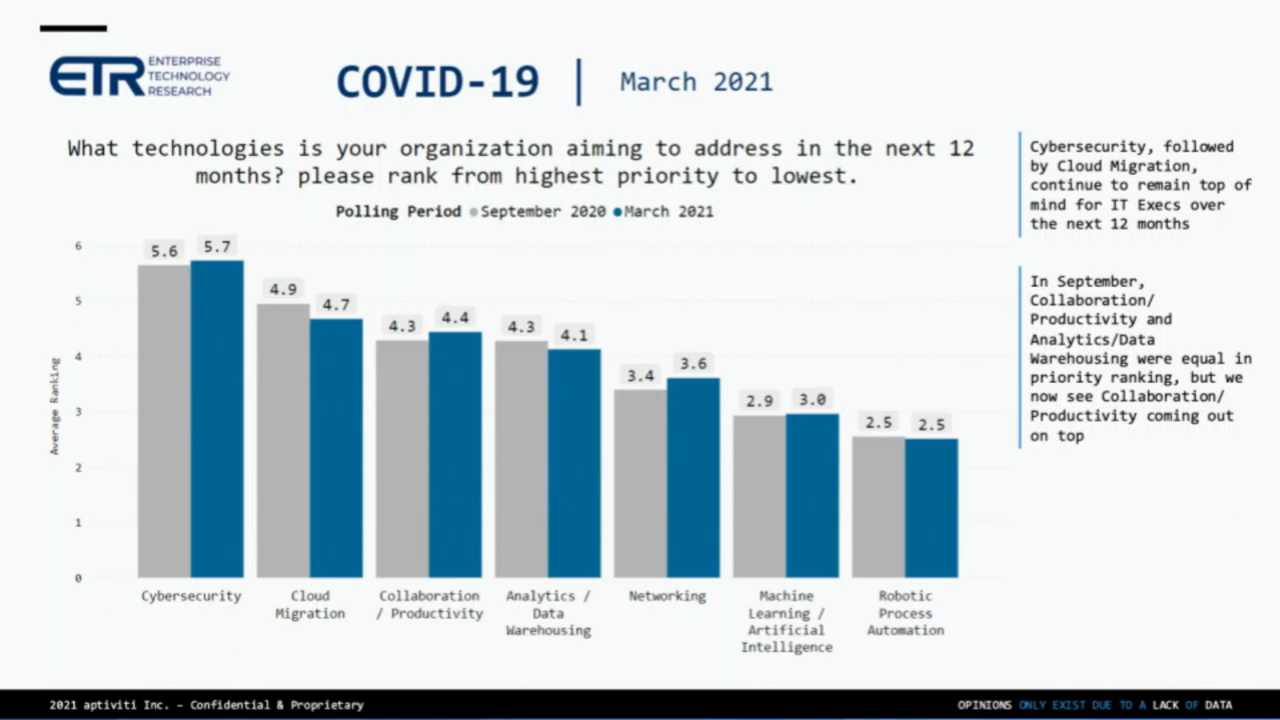 ETR ENTERPRISE
TECHNOLOGY
RESEARCH
COVID-19 | March 2021
What technologies is your organization aiming to address in the next 12
months? please rank from highest priority to lowest.
Polling Period September 2020 March 2021
Average Ranking
6
5
4
3
2
1
0
5.6 5.7
4.9 4.7
4.3 4.4
4.3 4.1
3.4 3.6
2.9 3.0
2.5 2.5
Cybersecurity
Cloud
Migration
Collaboration
/ Productivity
Analytics /
Data
Warehousing
Networking
Machine
Learning /
Artificial
Intelligence
Robotic
Process
Automation
Cybersecurity, followed
by Cloud Migration,
continue to remain top of
mind for IT Execs over
the next 12 months
In September,
Collaboration/
Productivity and
Analytics/Data
Warehousing were equal in
priority ranking, but we
now see Collaboration/
Productivity coming out
on top
2021 aptiviti Inc. – Confidential & Proprietary
OPINIONS ONLY EXIST DUE TO A LACK OF DATA